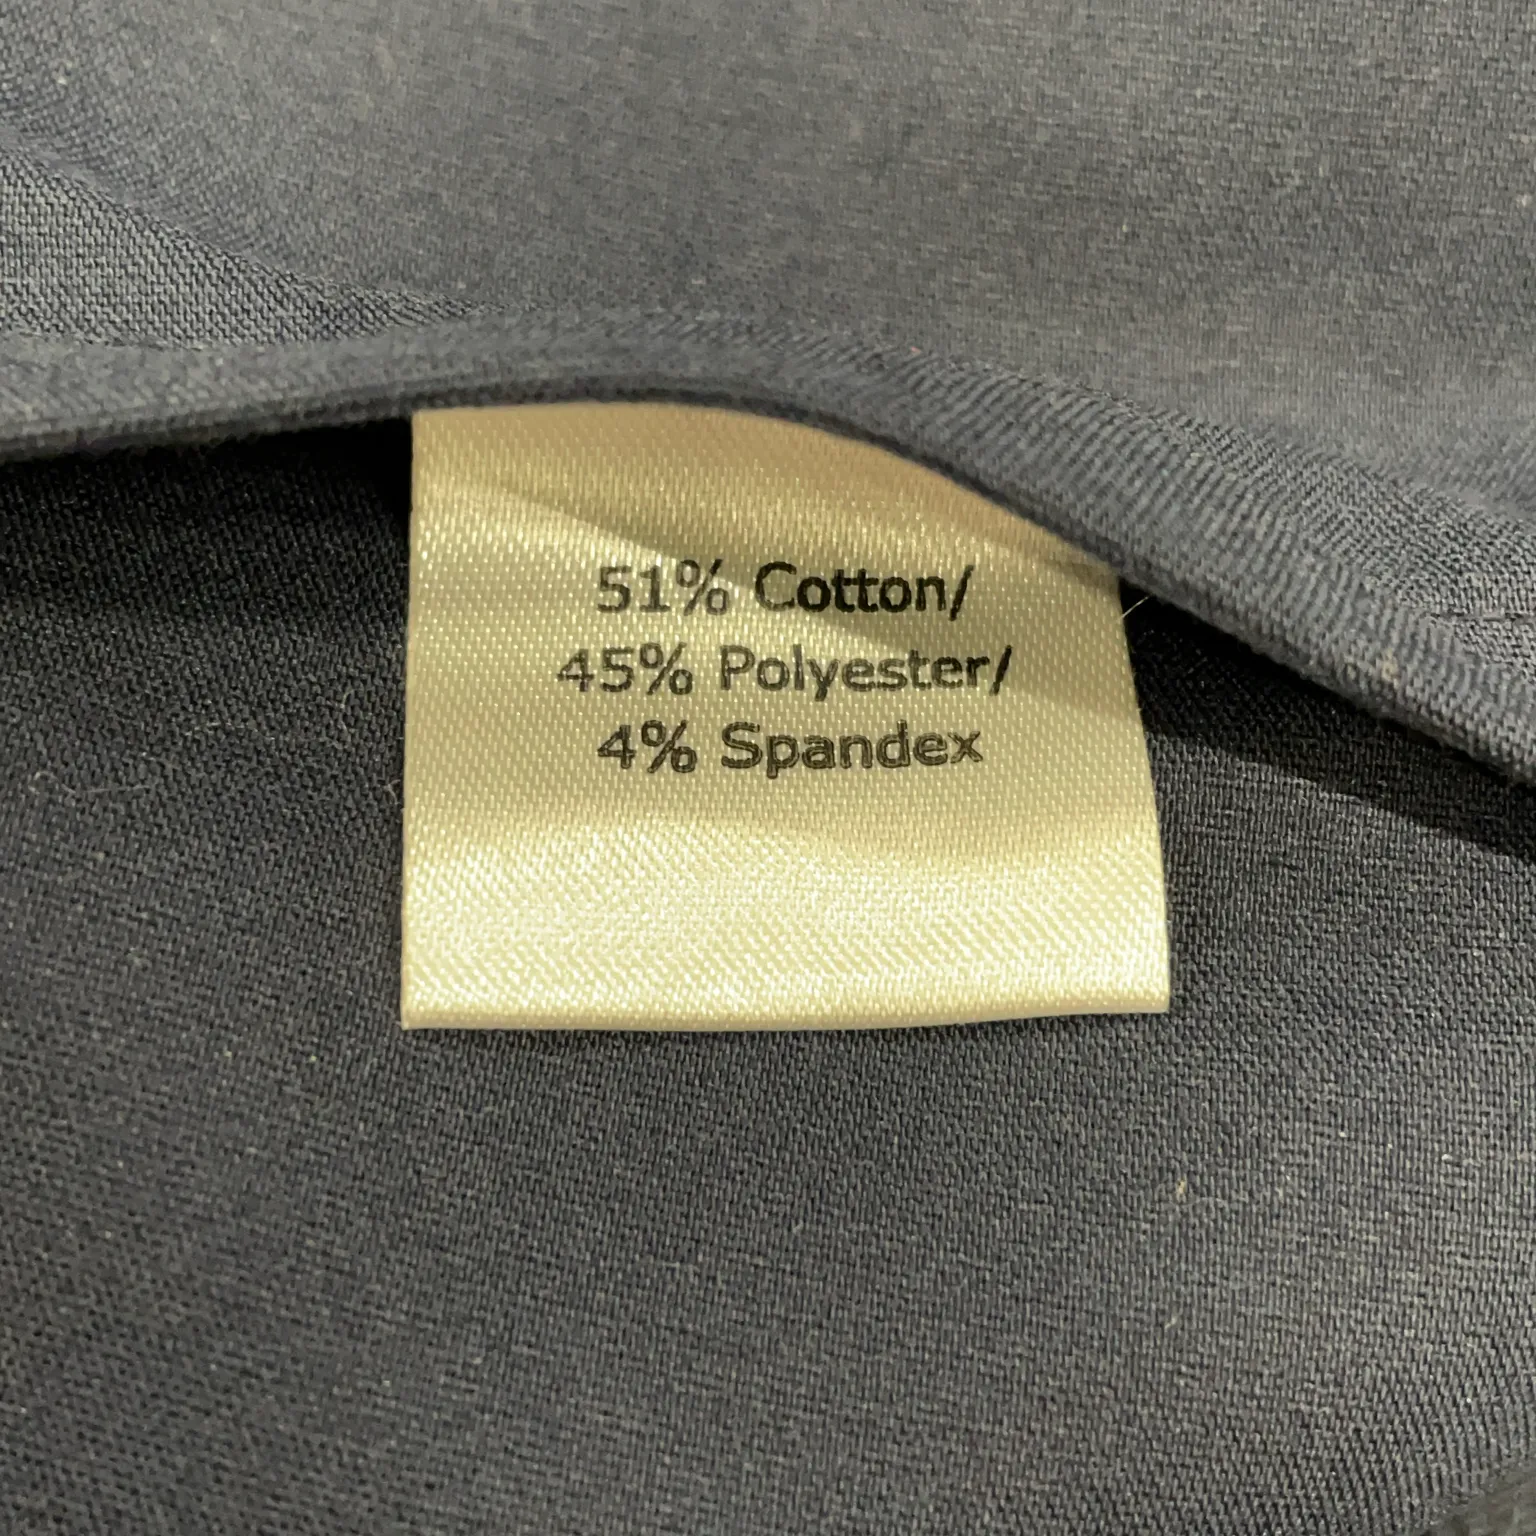 51% Cotton/
45% Polyester/
4% Spandex